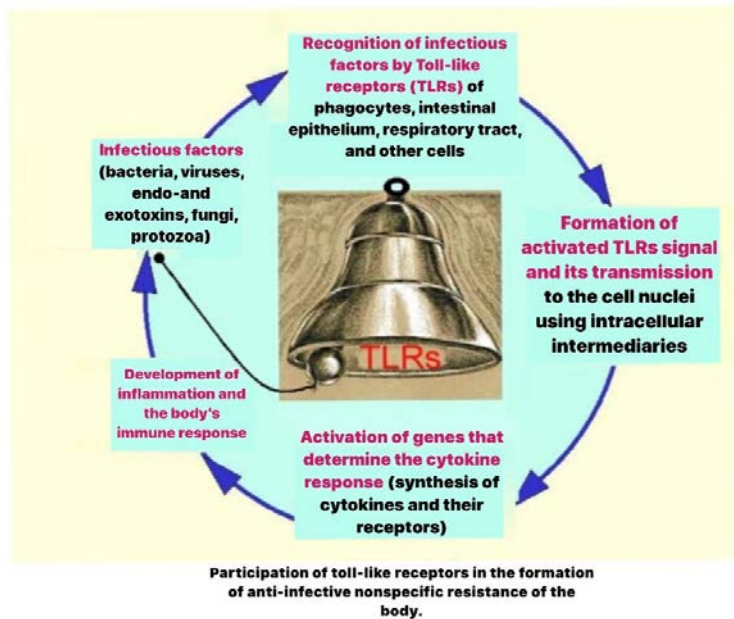 Recognition of infectious
factors by Toll-like
receptors (TLRs) of
phagocytes, intestinal
epithelium, respiratory tract,
and other cells
Infectious factors
(bacteria, viruses,
endo-and
exotoxins, fungi,
protozoa)
Formation of
activated TLRs signal
and its transmission
to the cell nuclei
using intracellular
intermediaries
TLRs
Development of
inflammation and
the body's
immune response
Activation of genes that
determine the cytokine
response (synthesis of
cytokines and their
receptors)
Participation of toll-like receptors in the formation
of anti-infective nonspecific resistance of the
body.